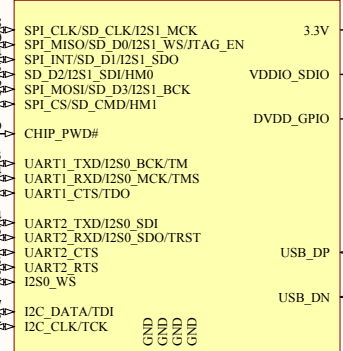 SPI_CLK/SD_CLK/I2S1_MCK
SPI_MISO/SD_D0/I2S1_WS/JTAG_EN
SPI_INT/SD_D1/I2S1_SDO
SD_D2/I2S1_SDI/HM0
SPI_MOSI/SD_D3/I2S1_BCK
SPI_CS/SD_CMD/HM1
CHIP_PWD#
UART1_TXD/I2S0_BCK/TM
UART1_RXD/I2S0_MCK/TMS
UART1_CTS/TDO
UART2_TXD/I2S0_SDI
UART2_RXD/I2S0_SDO/TRST
UART2_CTS
UART2_RTS
I2S0_WS
I2C_DATA/TDI
I2C_CLK/TCK
3.3V
VDDIO_SDIO
DVDD_GPIO
USB_DP
USB_DN
GND
GND
GND
GND